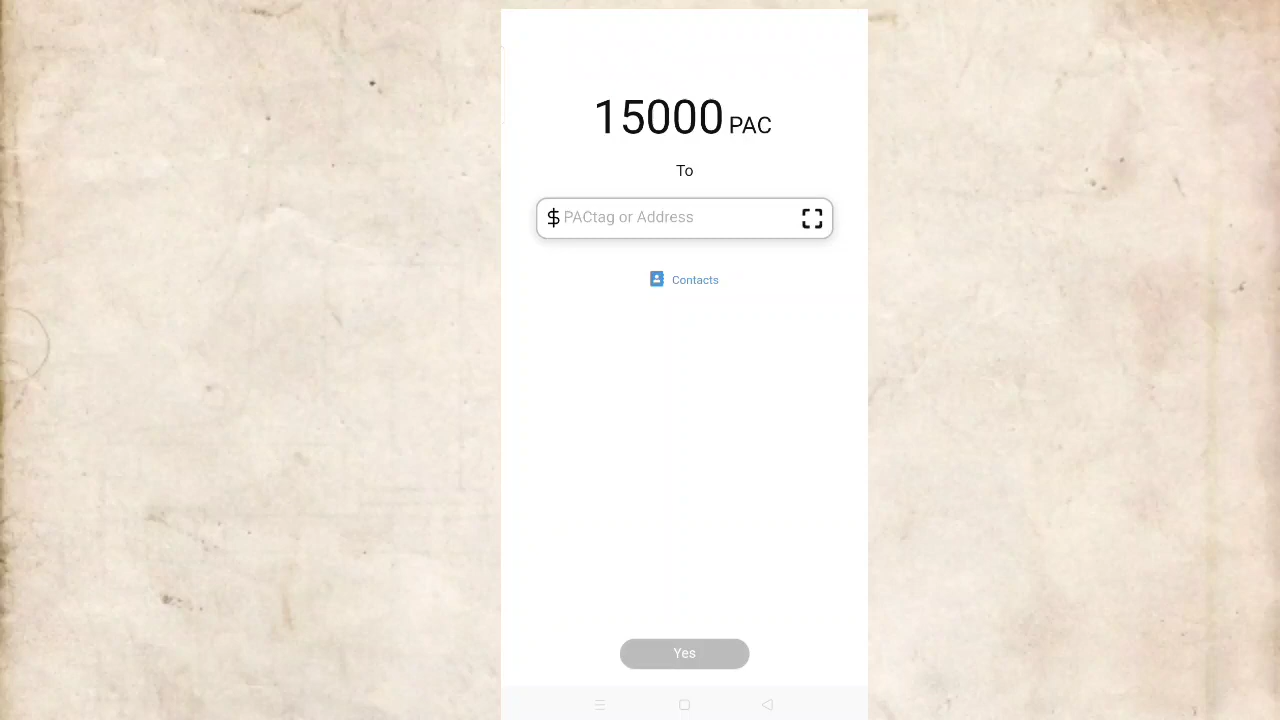 15000 PAC
To
$ PACtag or Address
Contacts
Yes